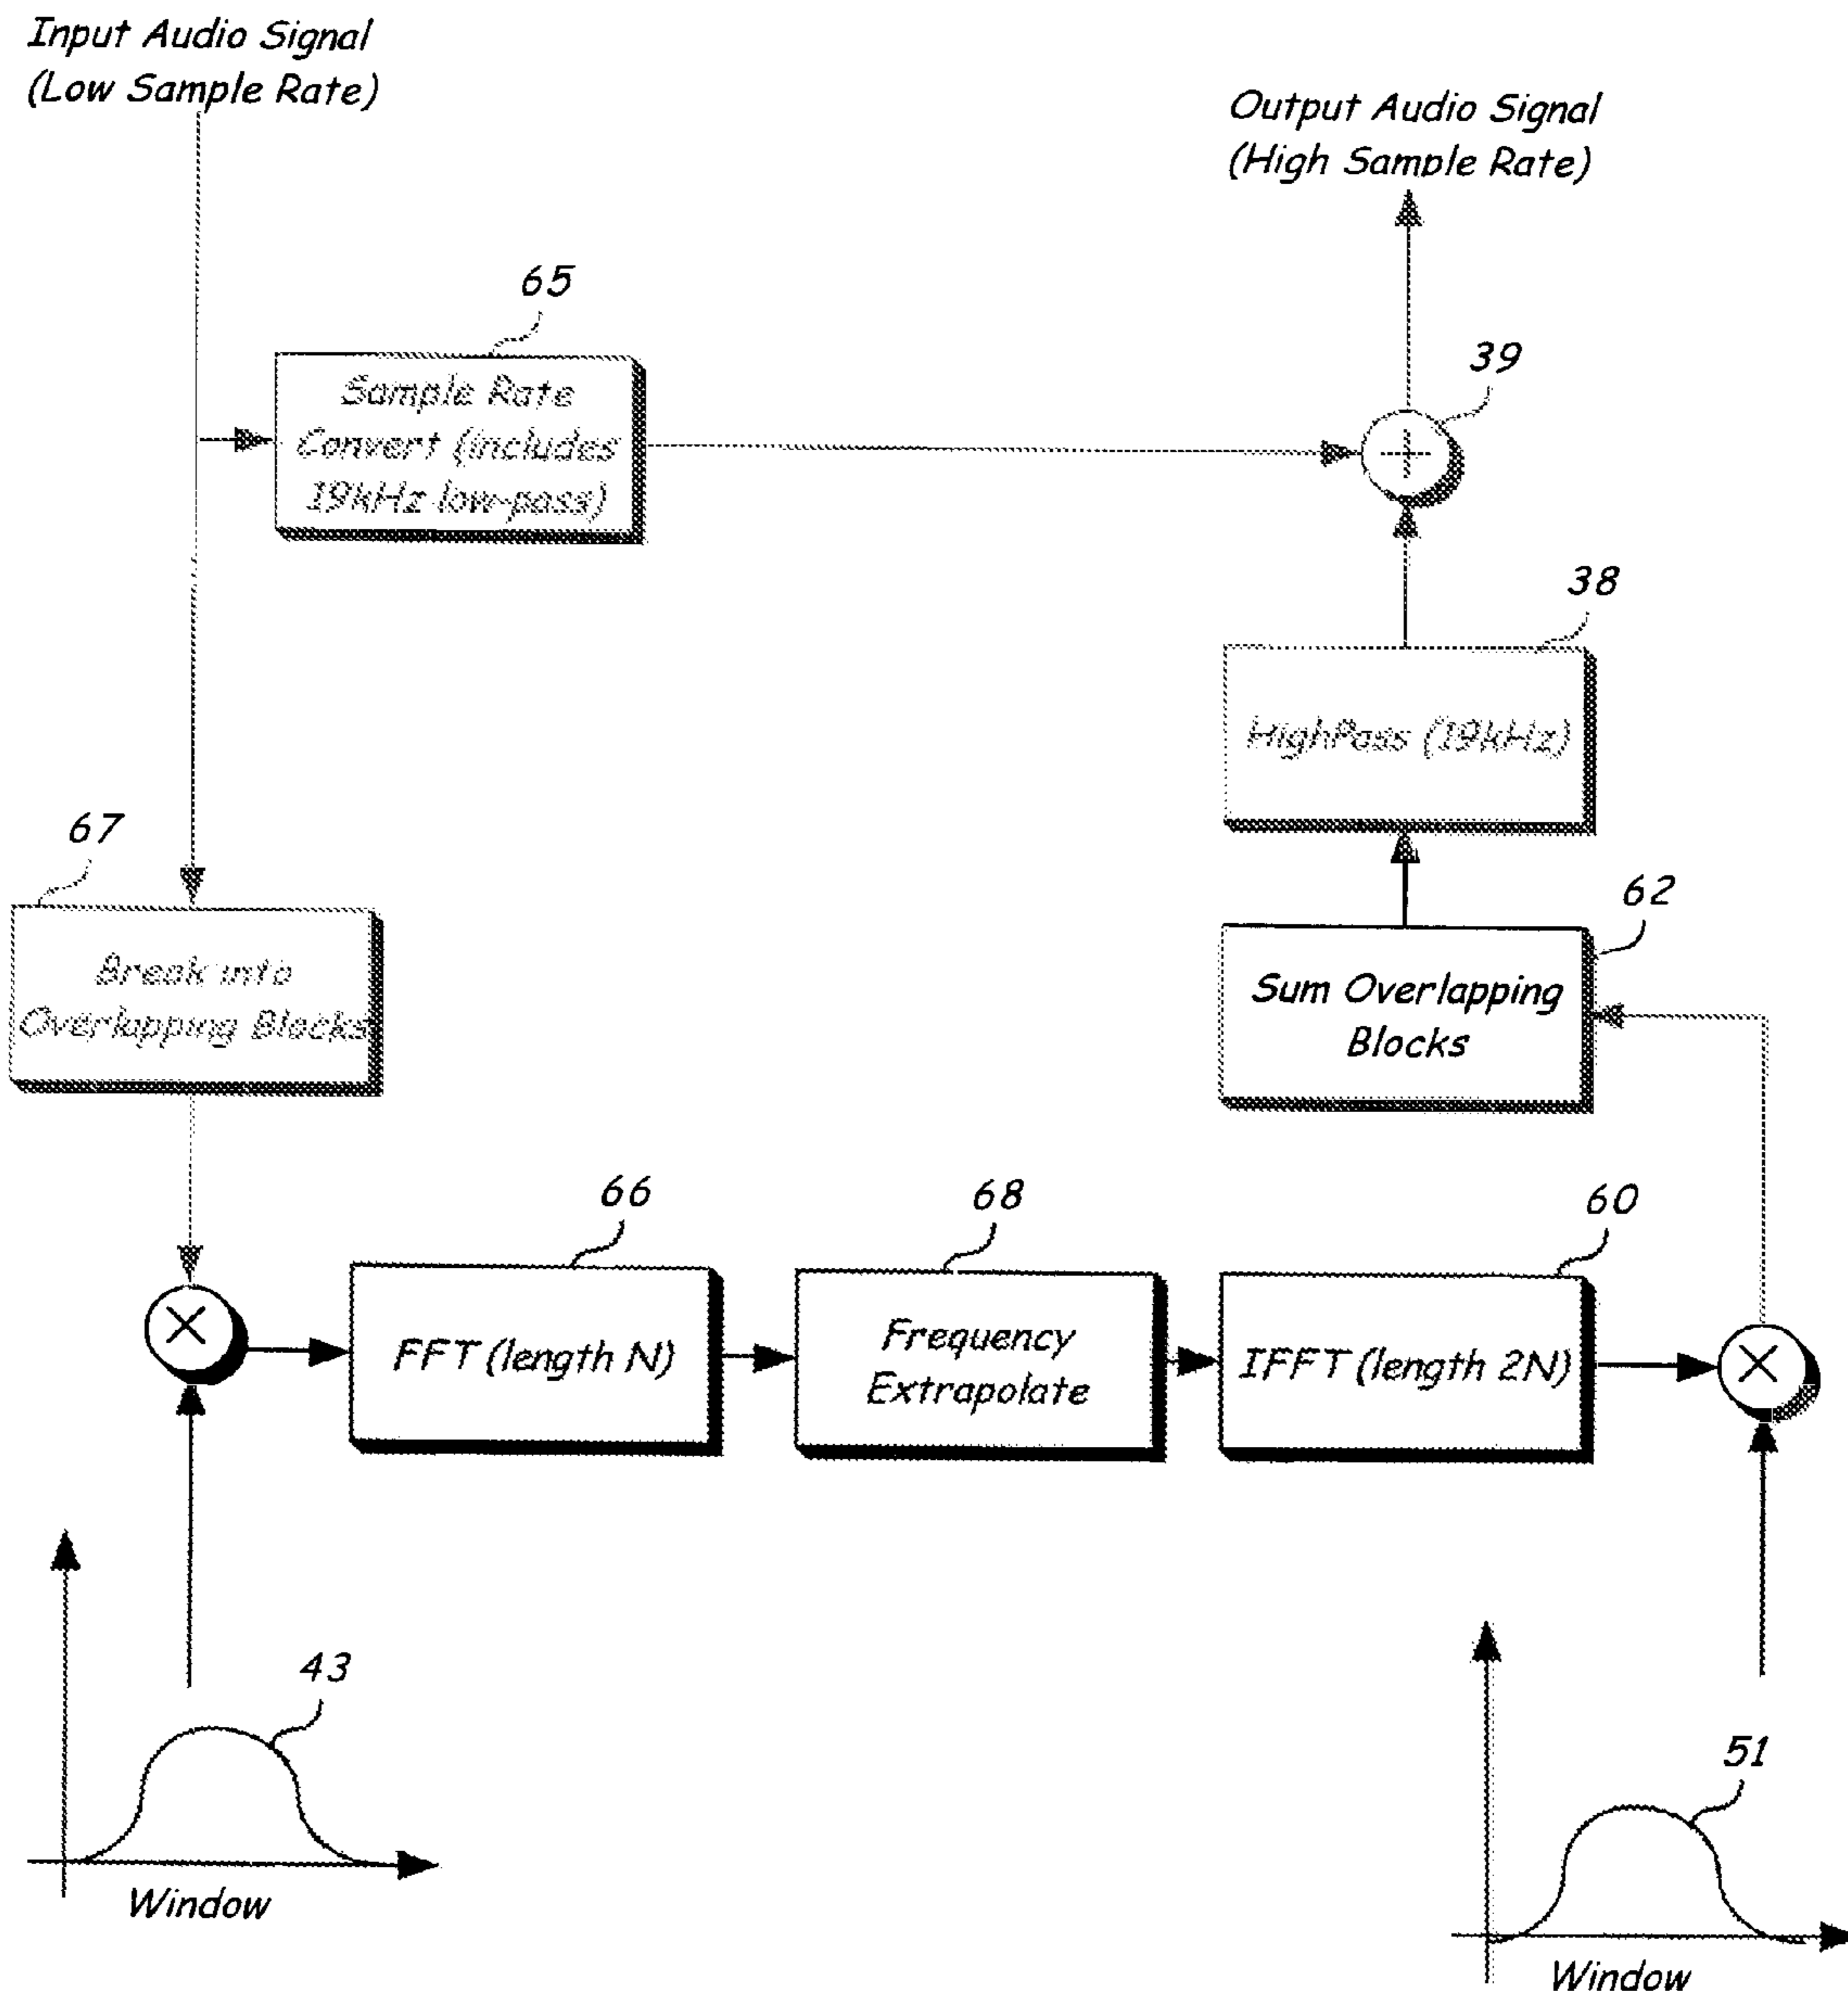 Input Audio Signal
(Low Sample Rate)
Output Audio Signal
(High Sample Rate)
65
Sample Rate
Convert (includes
19kHz low-pass)
39
38
HighPass (19kHz)
67
Break into
Overlapping Blocks
62
Sum Overlapping
Blocks
66
FFT (length N)
68
Frequency
Extrapolate
60
IFFT (length 2N)
43
Window
51
Window